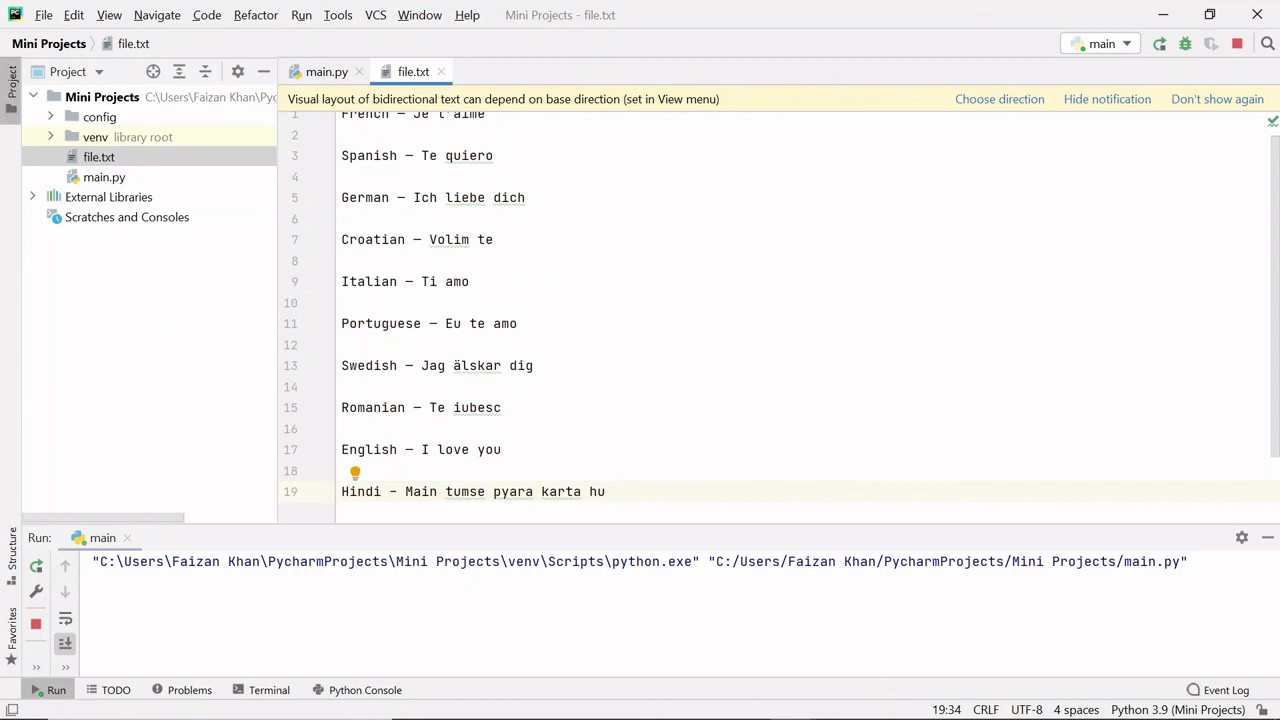 File Edit View Navigate Code Refactor Run Tools VCS Window Help Mini Projects - file.txt
Mini Projects file.txt main
Project main.py file.txt
Visual layout of bidirectional text can depend on base direction (set in View menu) Choose direction Hide notification Don't show again
Project
Mini Projects C:\Users\Faizan Khan\Pyc
config
venv library root
file.txt
main.py
External Libraries
Scratches and Consoles
1 French – Je t'aime
2
3 Spanish – Te quiero
4
5 German – Ich liebe dich
6
7 Croatian – Volim te
8
9 Italian – Ti amo
10
11 Portuguese – Eu te amo
12
13 Swedish – Jag älskar dig
14
15 Romanian – Te iubesc
16
17 English – I love you
18
19 Hindi - Main tumse pyara karta hu
Structure
Favorites
Run: main
"C:\Users\Faizan Khan\PycharmProjects\Mini Projects\venv\Scripts\python.exe" "C:/Users/Faizan Khan/PycharmProjects/Mini Projects/main.py"
Run TODO Problems Terminal Python Console Event Log
19:34 CRLF UTF-8 4 spaces Python 3.9 (Mini Projects)